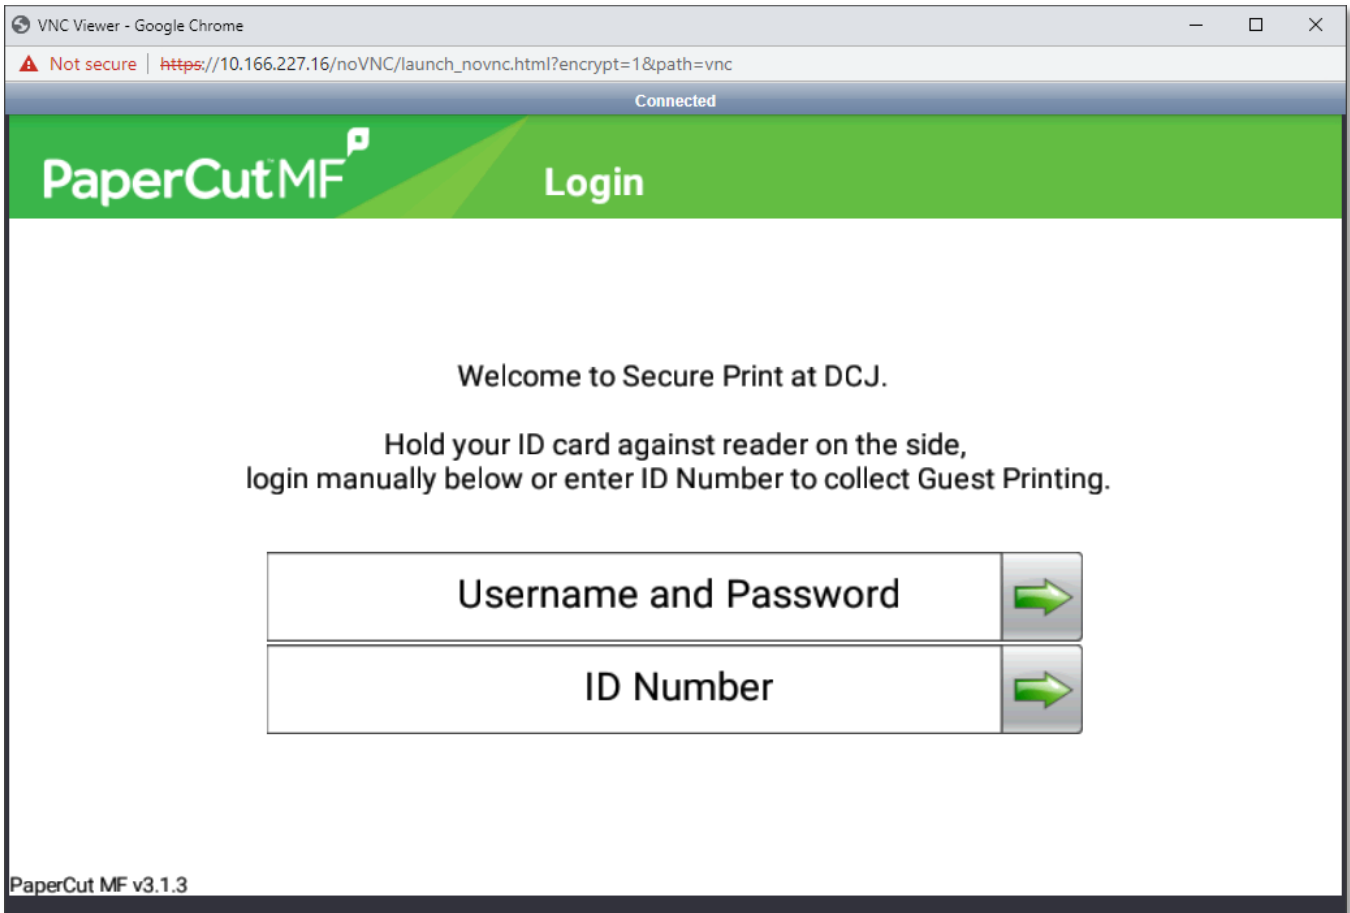 VNC Viewer - Google Chrome
Not secure | https://10.166.227.16/noVNC/launch_novnc.html?encrypt=1&path=vnc
Connected
PaperCut™MF
Login
Welcome to Secure Print at DCJ.
Hold your ID card against reader on the side,
login manually below or enter ID Number to collect Guest Printing.
Username and Password
ID Number
PaperCut MF v3.1.3